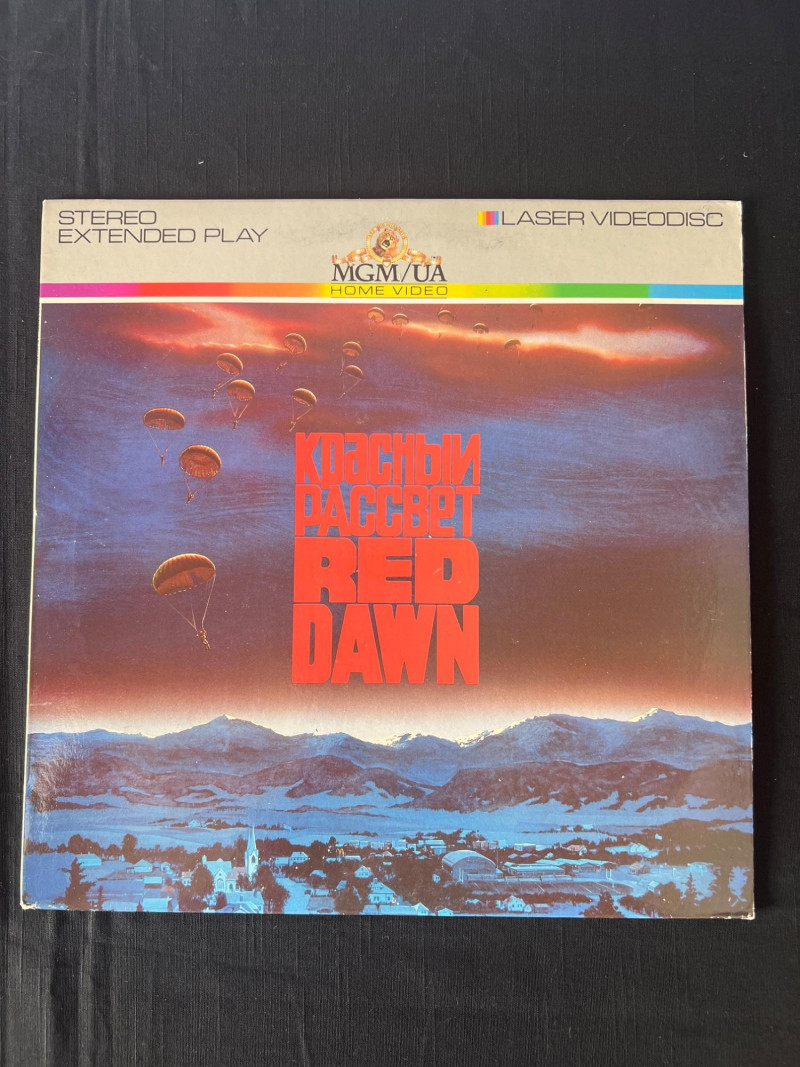 STEREO
EXTENDED PLAY
LASER VIDEODISC
MGM/UA
HOME VIDEO
КРАСНЫЙ
РАССВЕТ
RED
DAWN